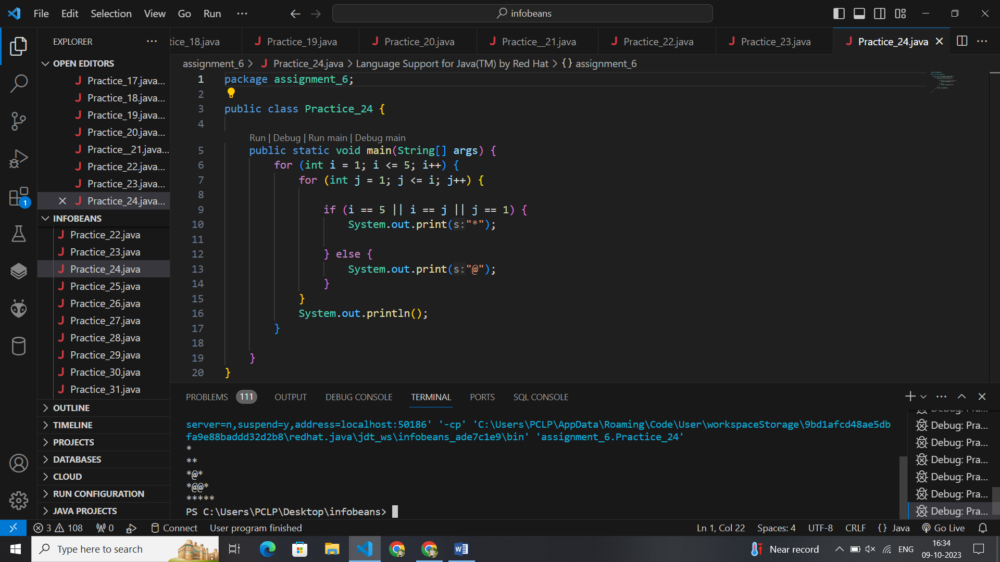 File Edit Selection View Go Run ···
infobeans
EXPLORER ···
tice_18.java Practice_19.java Practice_20.java Practice__21.java Practice_22.java Practice_23.java Practice_24.java
assignment_6 > J Practice_24.java > Language Support for Java(TM) by Red Hat > {} assignment_6
OPEN EDITORS
J Practice_17.java...
J Practice_18.java...
J Practice_19.java...
J Practice_20.java...
J Practice__21.java...
J Practice_22.java...
J Practice_23.java...
J Practice_24.java...
INFOBEANS
J Practice_22.java
J Practice_23.java
J Practice_24.java
J Practice_25.java
J Practice_26.java
J Practice_27.java
J Practice_28.java
J Practice_29.java
J Practice_30.java
J Practice_31.java
OUTLINE
TIMELINE
PROJECTS
DATABASES
CLOUD
RUN CONFIGURATION
JAVA PROJECTS
1
1 package assignment_6;
2
3 public class Practice_24 {
4
Run | Debug | Run main | Debug main
5 public static void main(String[] args) {
6 for (int i = 1; i <= 5; i++) {
7 for (int j = 1; j <= i; j++) {
8
9 if (i == 5 || i == j || j == 1) {
10 System.out.print(s:"*");
11
12 } else {
13 System.out.print(s:"@");
14 }
15 }
16 System.out.println();
17 }
18
19 }
20 }
PROBLEMS 111 OUTPUT DEBUG CONSOLE TERMINAL PORTS SQL CONSOLE
server=n,suspend=y,address=localhost:50186' '-cp' 'C:\Users\PCLP\AppData\Roaming\Code\User\workspaceStorage\9bd1afcd48ae5db
fa9e88baddd32d2b8\redhat.java\jdt_ws\infobeans_ade7c1e9\bin' 'assignment_6.Practice_24'
*
**
*@*
*@@*
*****
PS C:\Users\PCLP\Desktop\infobeans>
Debug: Pra...
Debug: Pra...
Debug: Pra...
Debug: Pra...
Debug: Pra...
Debug: Pra...
Debug: Pra...
3 108 0 Connect User program finished Ln 1, Col 22 Spaces: 4 UTF-8 CRLF {} Java Go Live
Type here to search Near record ENG 16:34
09-10-2023